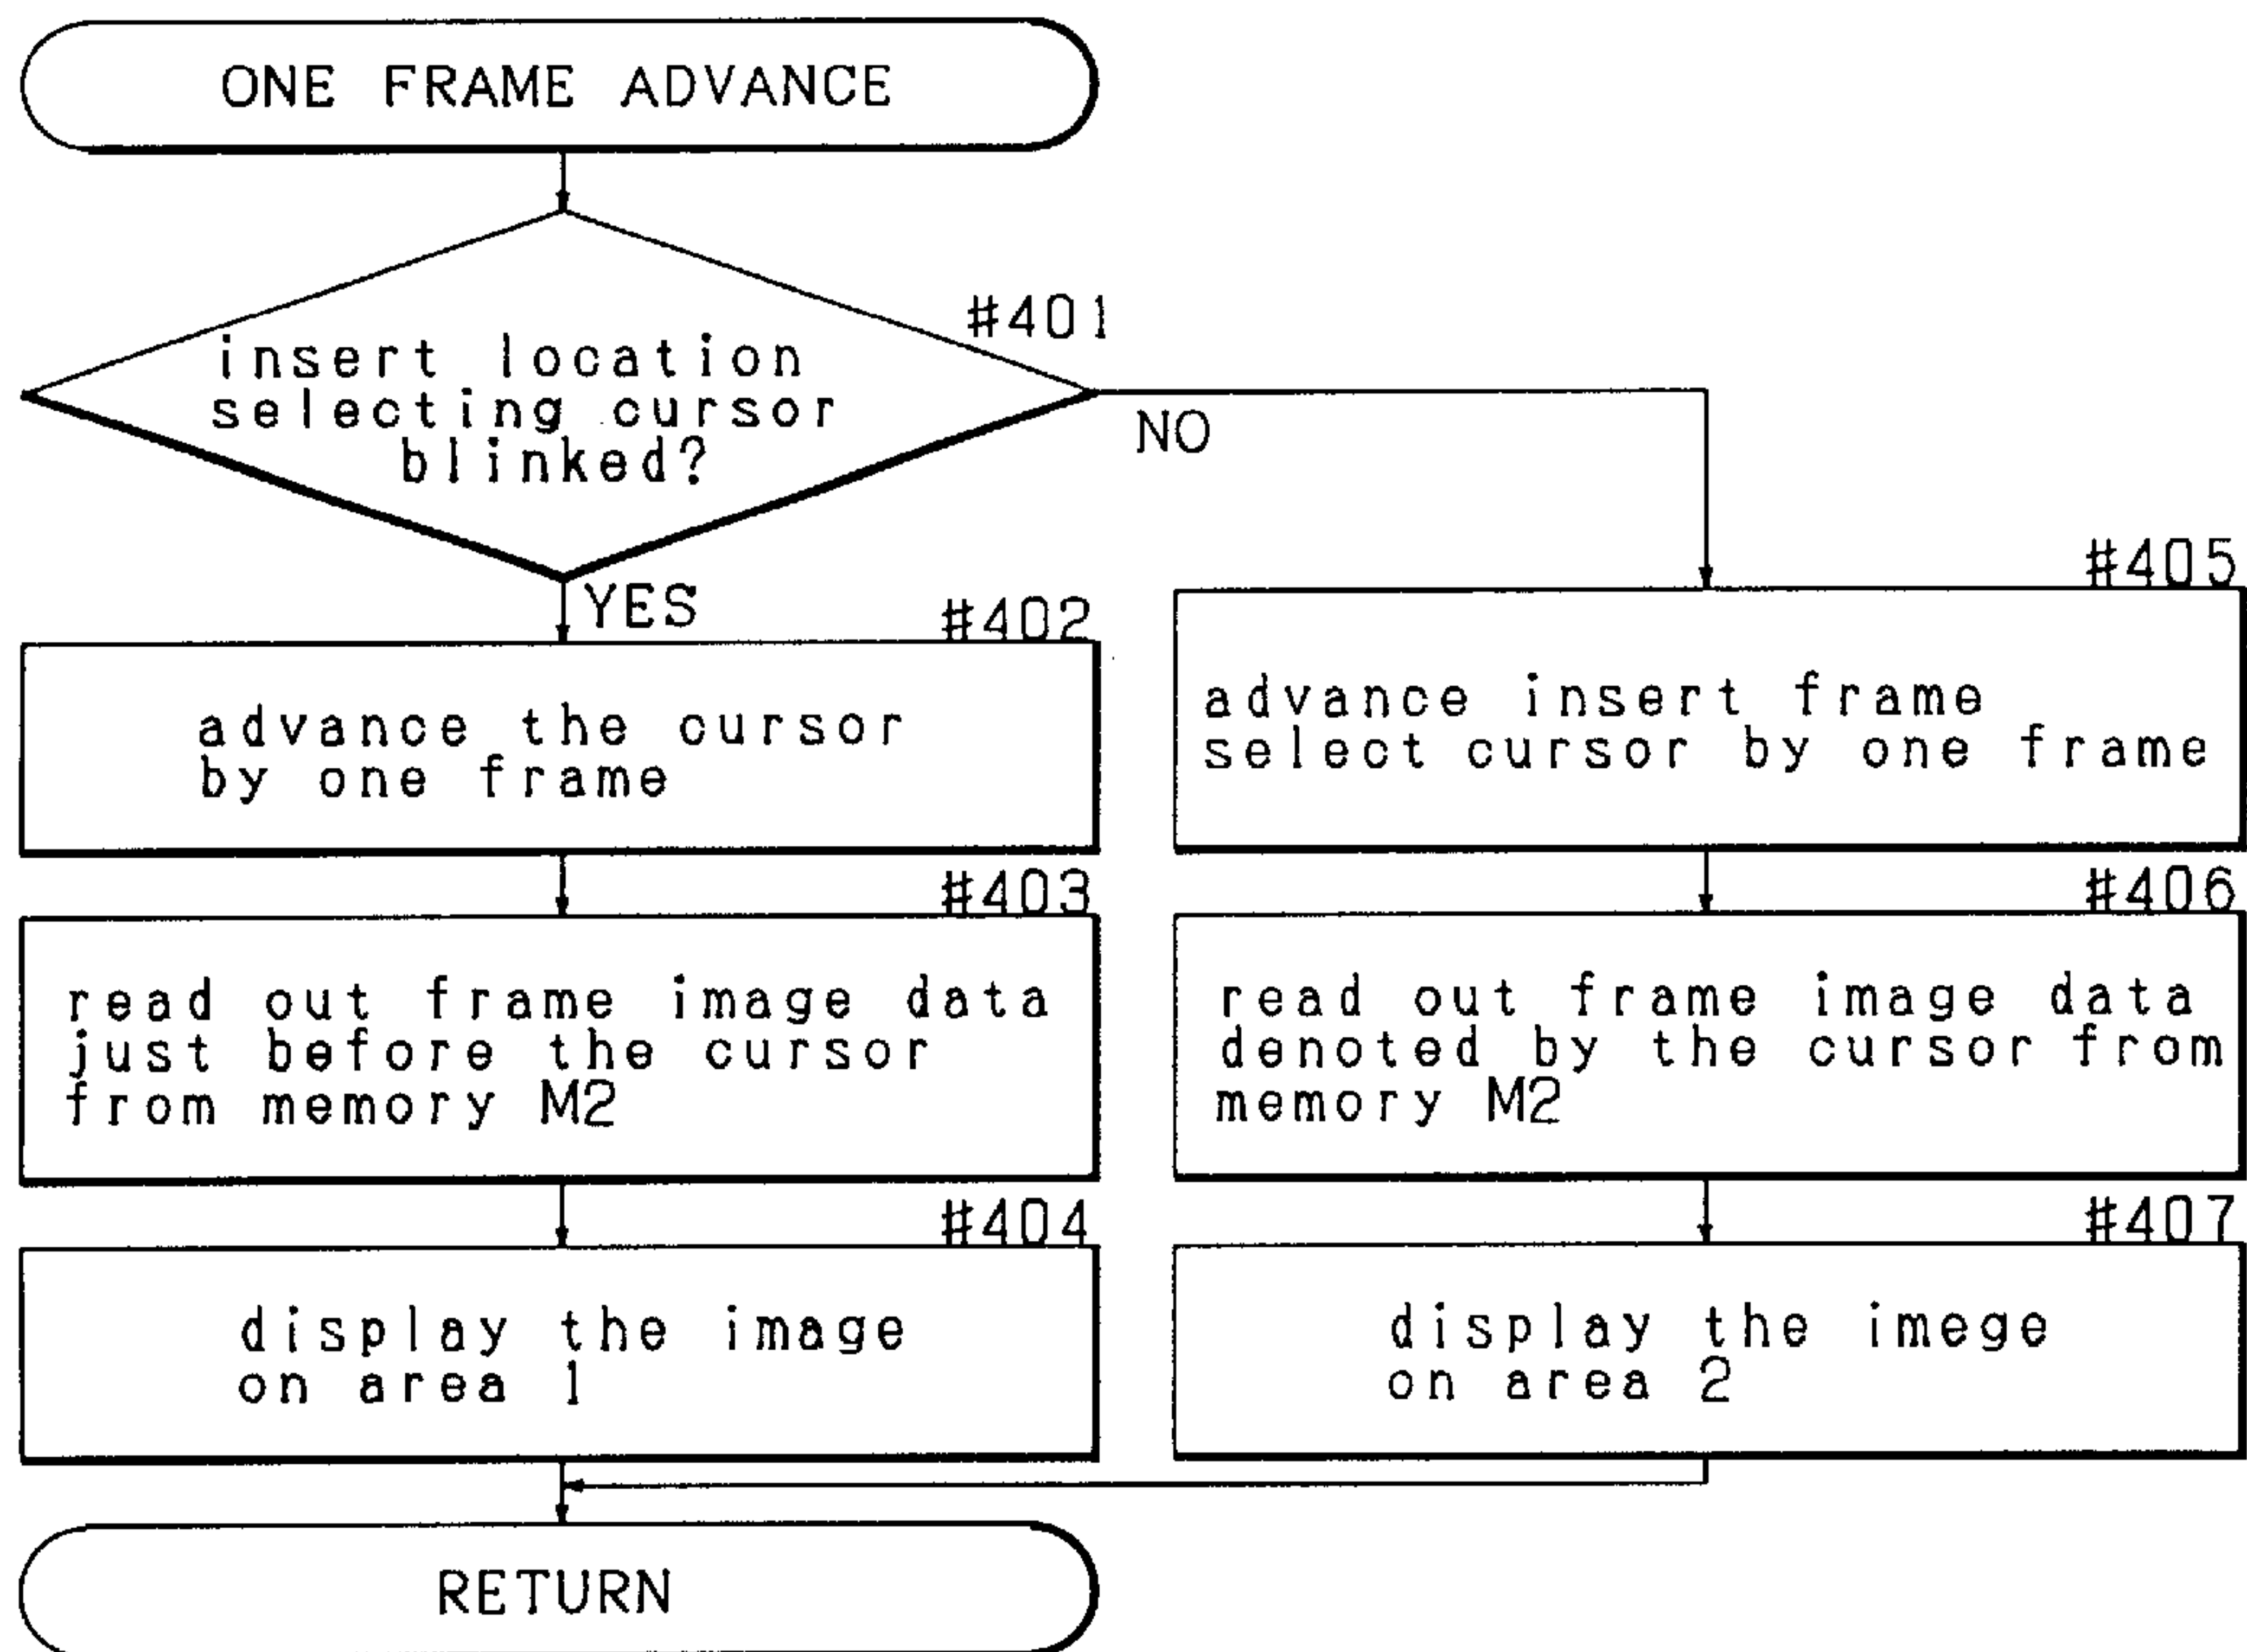 ONE FRAME ADVANCE
#401
insert location
selecting cursor
blinked?
NO
YES
#402
advance the cursor
by one frame
#403
read out frame image data
just before the cursor
from memory M2
#404
display the image
on area 1
#405
advance insert frame
select cursor by one frame
#406
read out frame image data
denoted by the cursor from
memory M2
#407
display the imege
on area 2
RETURN